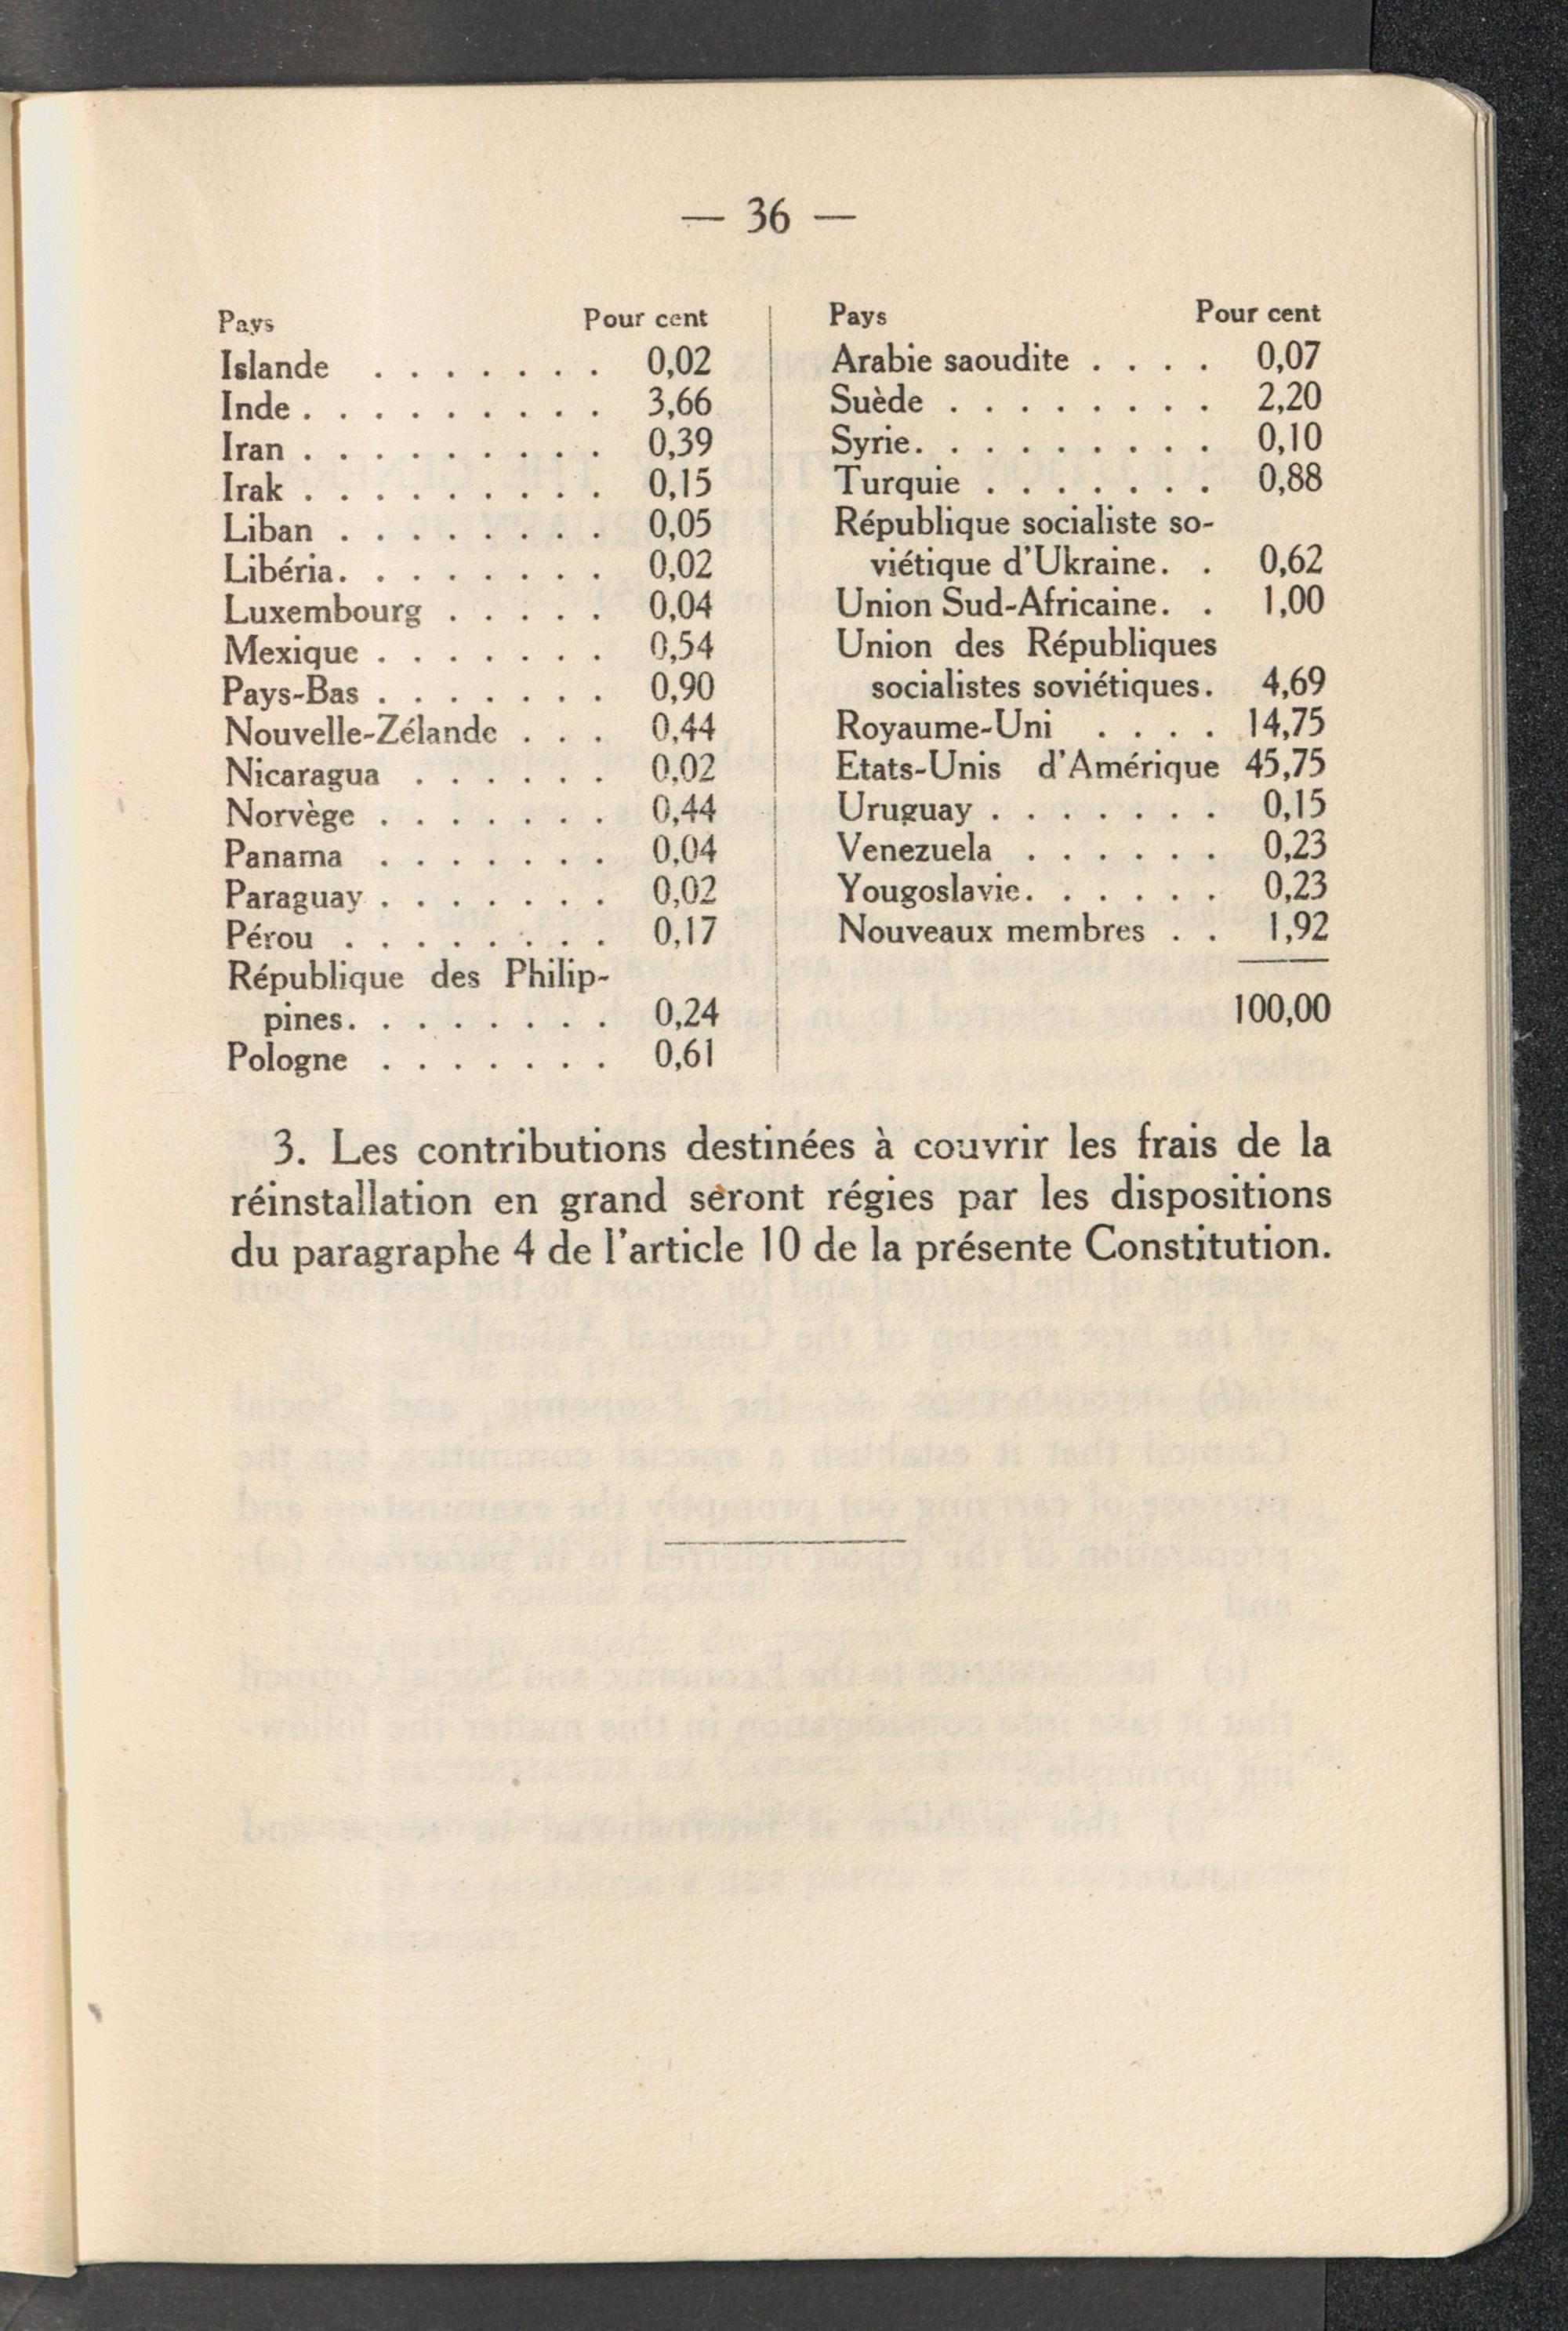 — 36 —
Pays Pour cent
Islande . . . . . . . 0,02
Inde . . . . . . . . . 3,66
Iran . . . . . . . . . 0,39
Irak . . . . . . . . . 0,15
Liban . . . . . . . . 0,05
Libéria. . . . . . . . 0,02
Luxembourg . . . . . 0,04
Mexique . . . . . . . 0,54
Pays-Bas . . . . . . . 0,90
Nouvelle-Zélande . . . 0,44
Nicaragua . . . . . . 0,02
Norvège . . . . . . . 0,44
Panama . . . . . . . 0,04
Paraguay . . . . . . . 0,02
Pérou . . . . . . . . 0,17
République des Philip-
pines. . . . . . . . 0,24
Pologne . . . . . . . 0,61
Pays Pour cent
Arabie saoudite . . . . 0,07
Suède . . . . . . . . 2,20
Syrie. . . . . . . . . 0,10
Turquie . . . . . . . 0,88
République socialiste so-
viétique d'Ukraine. . 0,62
Union Sud-Africaine. . 1,00
Union des Républiques
socialistes soviétiques. 4,69
Royaume-Uni . . . . 14,75
Etats-Unis d'Amérique 45,75
Uruguay . . . . . . . 0,15
Venezuela . . . . . . 0,23
Yougoslavie. . . . . . 0,23
Nouveaux membres . . 1,92
100,00
3. Les contributions destinées à couvrir les frais de la
réinstallation en grand seront régies par les dispositions
du paragraphe 4 de l'article 10 de la présente Constitution.